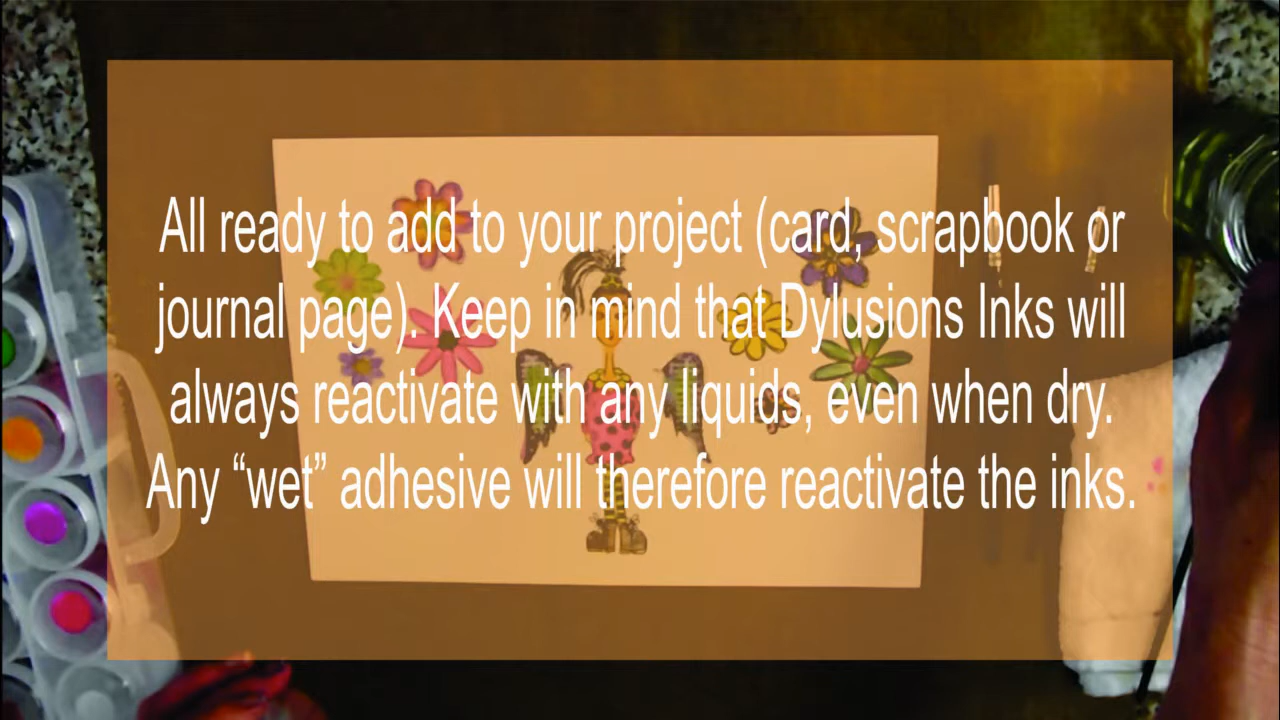 All ready to add to your project (card, scrapbook or
journal page). Keep in mind that Dylusions Inks will
always reactivate with any liquids, even when dry.
Any “wet” adhesive will therefore reactivate the inks.